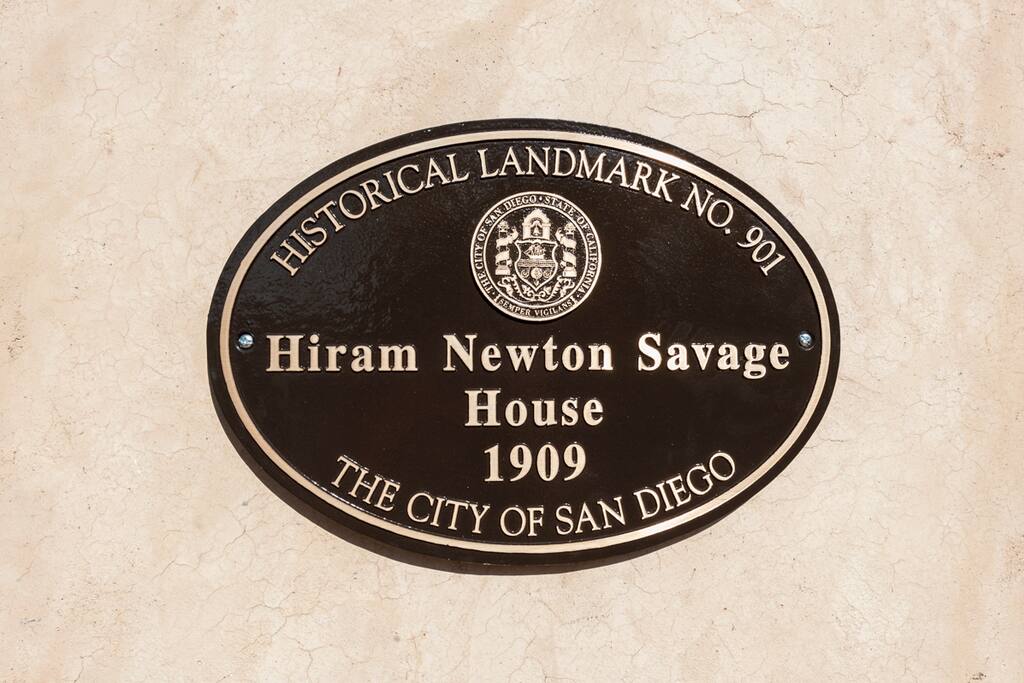 HISTORICAL LANDMARK NO. 901
THE CITY OF SAN DIEGO • STATE OF CALIFORNIA
SEMPER VIGILANS
Hiram Newton Savage
House
1909
THE CITY OF SAN DIEGO